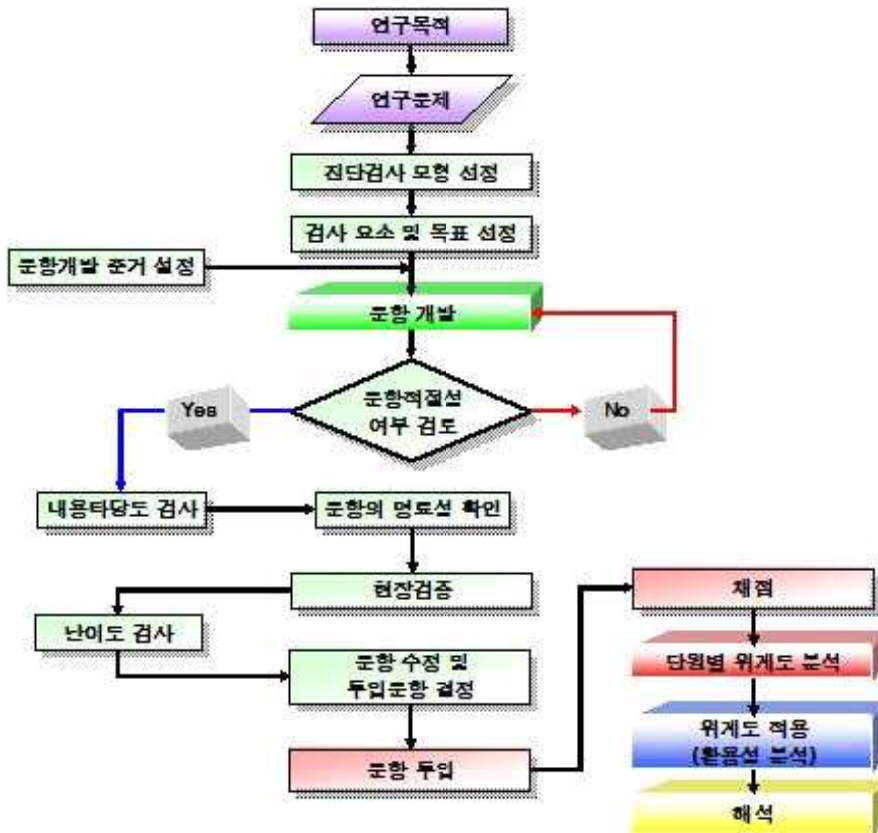 연구목적
연구문제
진단검사 모형 선정
검사 요소 및 목표 선정
문항개발 준거 설정
문항 개발
문항적절성
여부 검토
Yes
No
내용타당도 검사
문항의 명료성 확인
현장검증
난이도 검사
문항 수정 및
투입문항 결정
문항 투입
채점
단원별 위계도 분석
위계도 적용
(활용성 분석)
해석